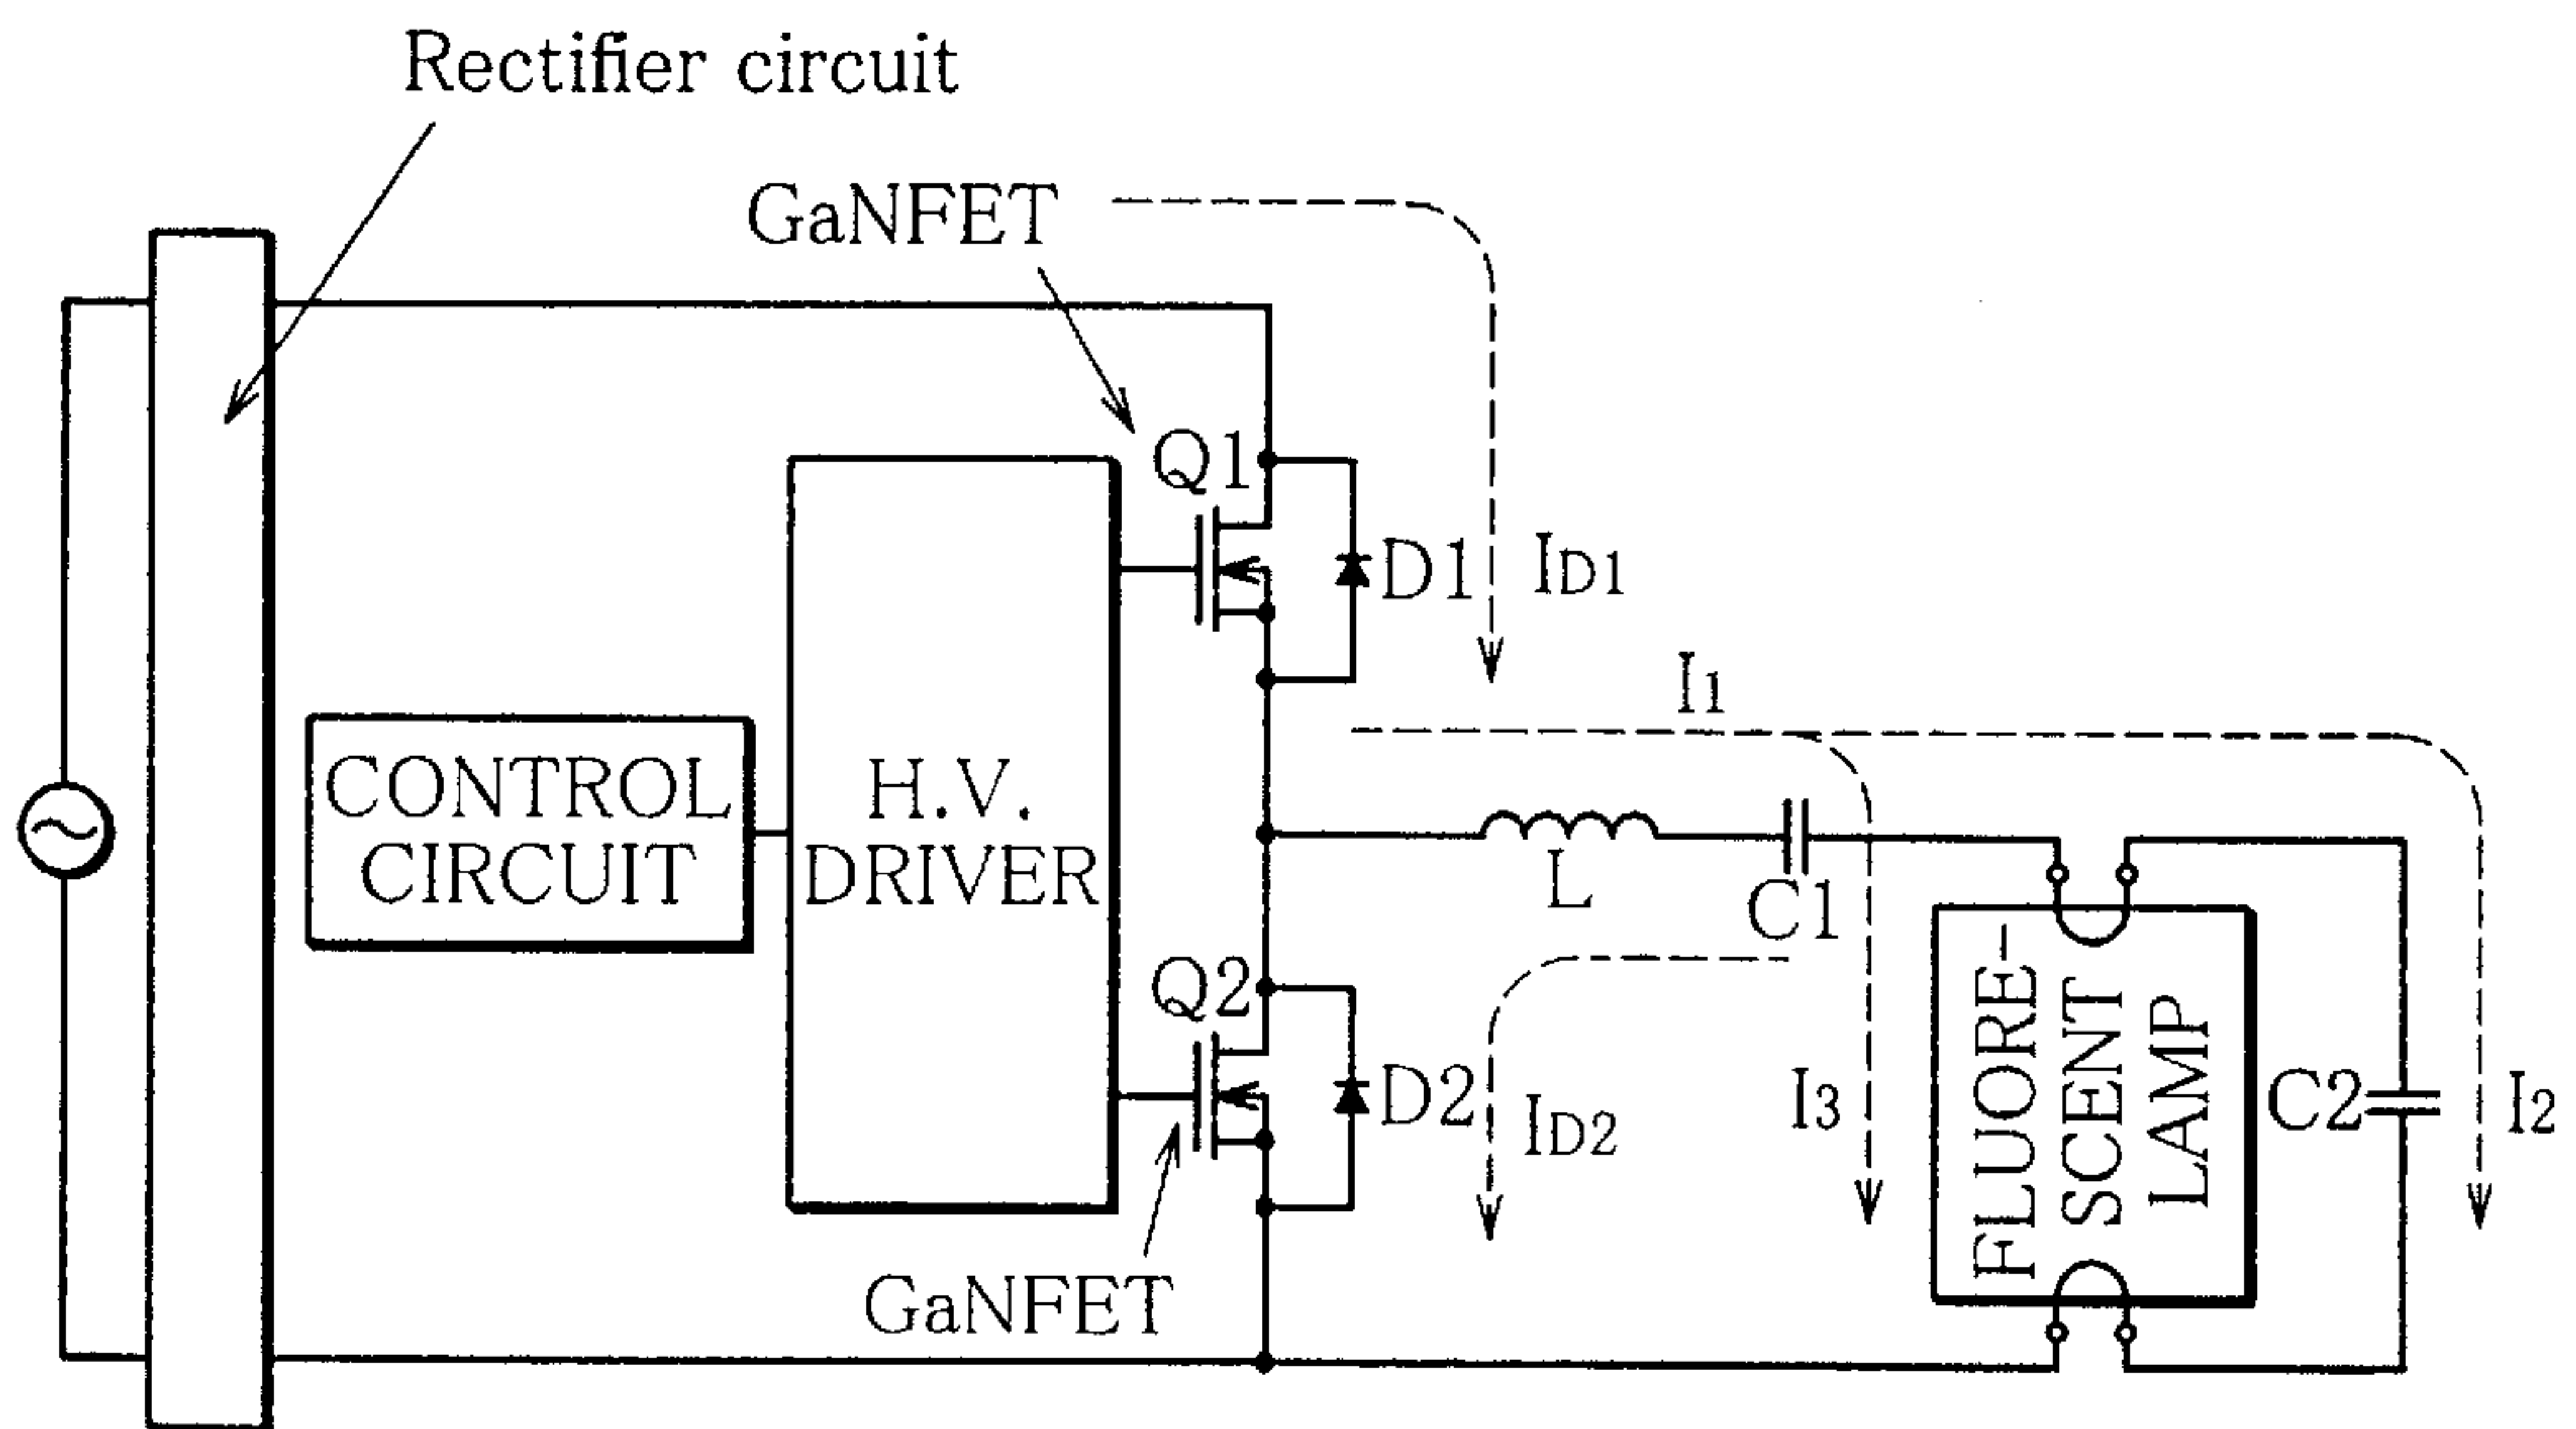 Rectifier circuit
GaNFET
Q1
D1
ID1
I1
CONTROL
CIRCUIT
H.V.
DRIVER
L
C1
Q2
D2
ID2
I3
FLUORE-
SCENT
LAMP
C2
I2
GaNFET